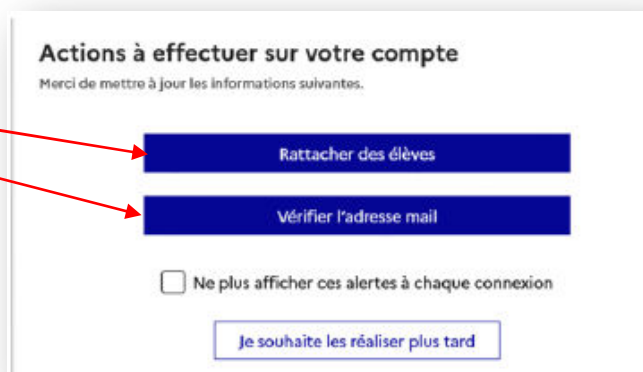 Actions à effectuer sur votre compte
Merci de mettre à jour les informations suivantes.
Rattacher des élèves
Vérifier l'adresse mail
Ne plus afficher ces alertes à chaque connexion
Je souhaite les réaliser plus tard